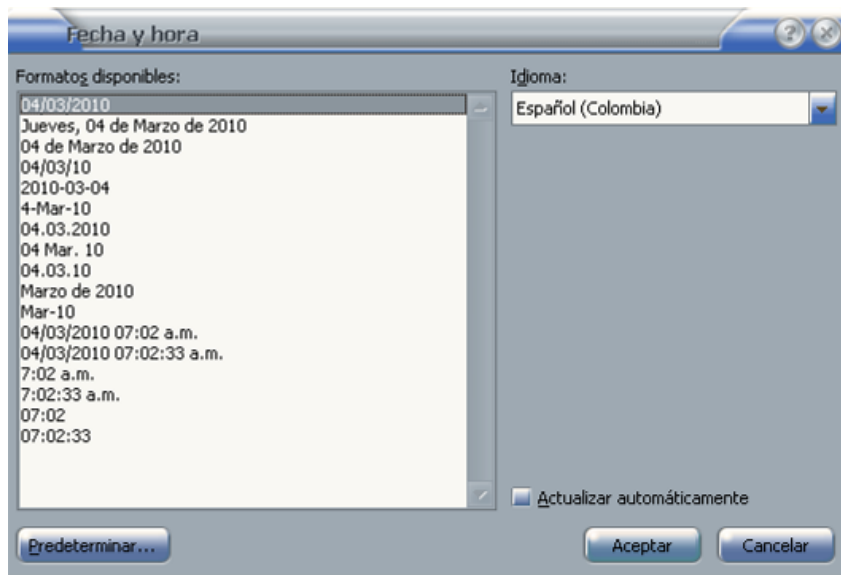 Fecha y hora
Formatos disponibles:
04/03/2010
Jueves, 04 de Marzo de 2010
04 de Marzo de 2010
04/03/10
2010-03-04
4-Mar-10
04.03.2010
04 Mar. 10
04.03.10
Marzo de 2010
Mar-10
04/03/2010 07:02 a.m.
04/03/2010 07:02:33 a.m.
7:02 a.m.
7:02:33 a.m.
07:02
07:02:33
Idioma:
Español (Colombia)
Actualizar automáticamente
Predeterminar...
Aceptar
Cancelar